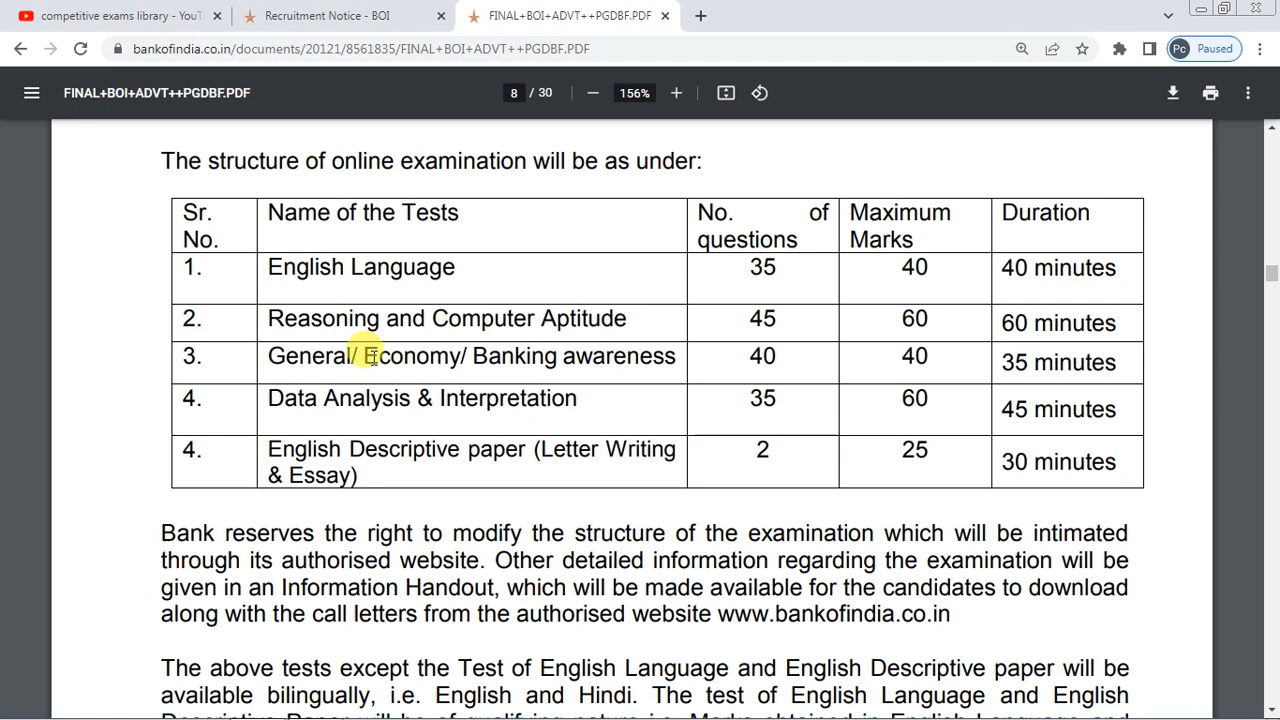 competitive exams library - YouT
Recruitment Notice - BOI
FINAL+BOI+ADVT++PGDBF.PDF
bankofindia.co.in/documents/20121/8561835/FINAL+BOI+ADVT++PGDBF.PDF
Pc Paused
FINAL+BOI+ADVT++PGDBF.PDF
8 / 30
156%
The structure of online examination will be as under:
Sr. No. Name of the Tests No. of questions Maximum Marks Duration
1. English Language 35 40 40 minutes
2. Reasoning and Computer Aptitude 45 60 60 minutes
3. General/ Economy/ Banking awareness 40 40 35 minutes
4. Data Analysis & Interpretation 35 60 45 minutes
4. English Descriptive paper (Letter Writing & Essay) 2 25 30 minutes
Bank reserves the right to modify the structure of the examination which will be intimated
through its authorised website. Other detailed information regarding the examination will be
given in an Information Handout, which will be made available for the candidates to download
along with the call letters from the authorised website www.bankofindia.co.in
The above tests except the Test of English Language and English Descriptive paper will be
available bilingually, i.e. English and Hindi. The test of English Language and English